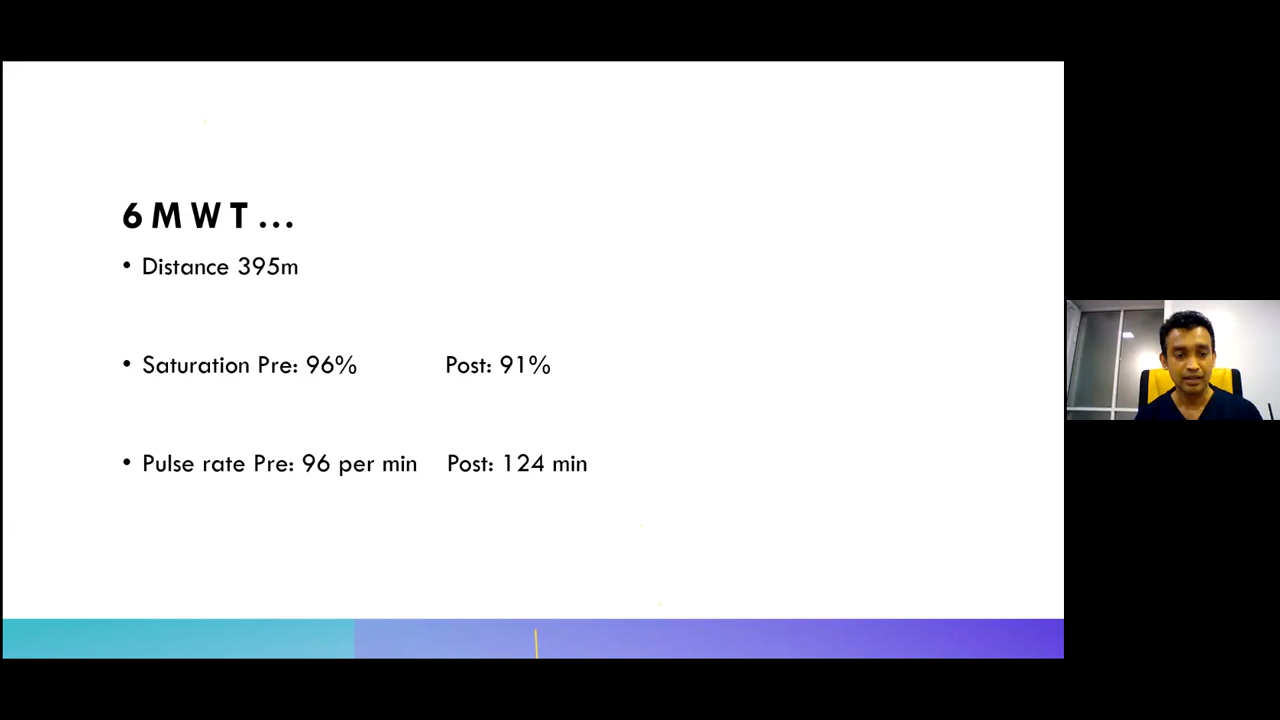 6MWT...
• Distance 395m
• Saturation Pre: 96% Post: 91%
• Pulse rate Pre: 96 per min Post: 124 min